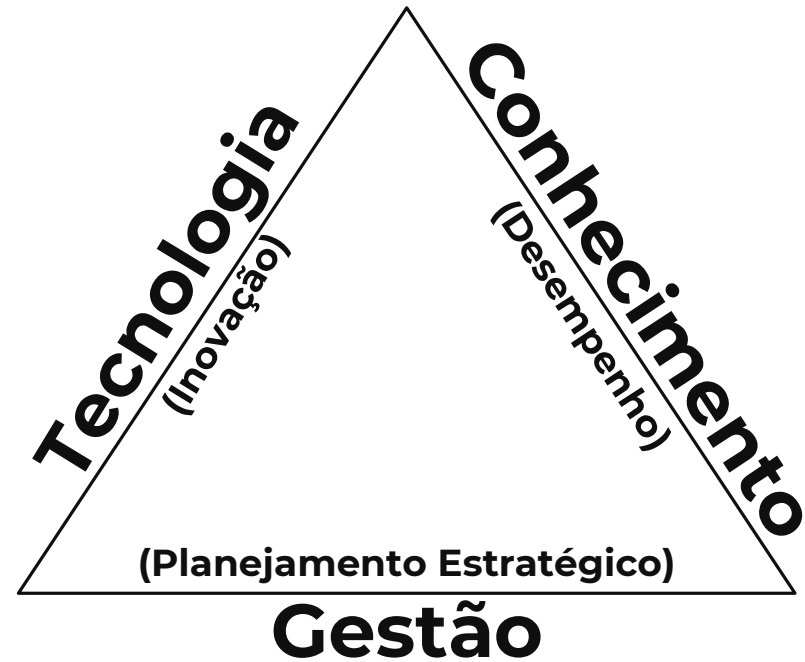 Tecnologia
(Inovação)
Conhecimento
(Desempenho)
(Planejamento Estratégico)
Gestão